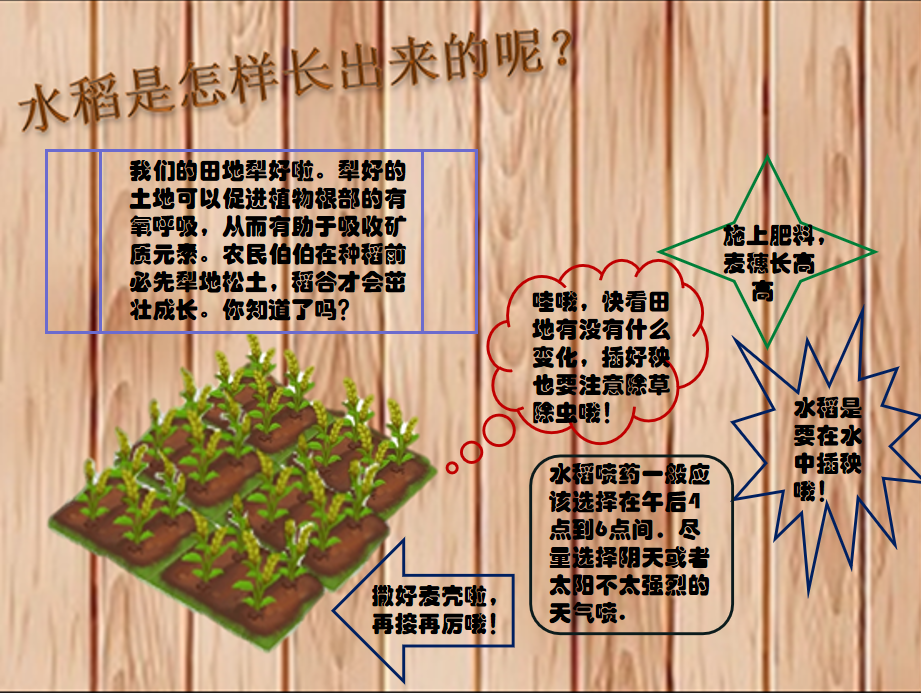 水稻是怎样长出来的呢？
我们的田地犁好啦。犁好的
土地可以促进植物根部的有
氧呼吸，从而有助于吸收矿
质元素。农民伯伯在种稻前
必先犁地松土，稻谷才会茁
壮成长。你知道了吗？
施上肥料，
麦穗长高
高
哇哦，快看田
地有没有什么
变化，插好秧
也要注意除草
除虫哦！
水稻是
要在水
中插秧
哦！
水稻喷药一般应
该选择在午后4
点到6点间．尽
量选择阴天或者
太阳不太强烈的
天气喷．
撒好麦壳啦，
再接再厉哦！